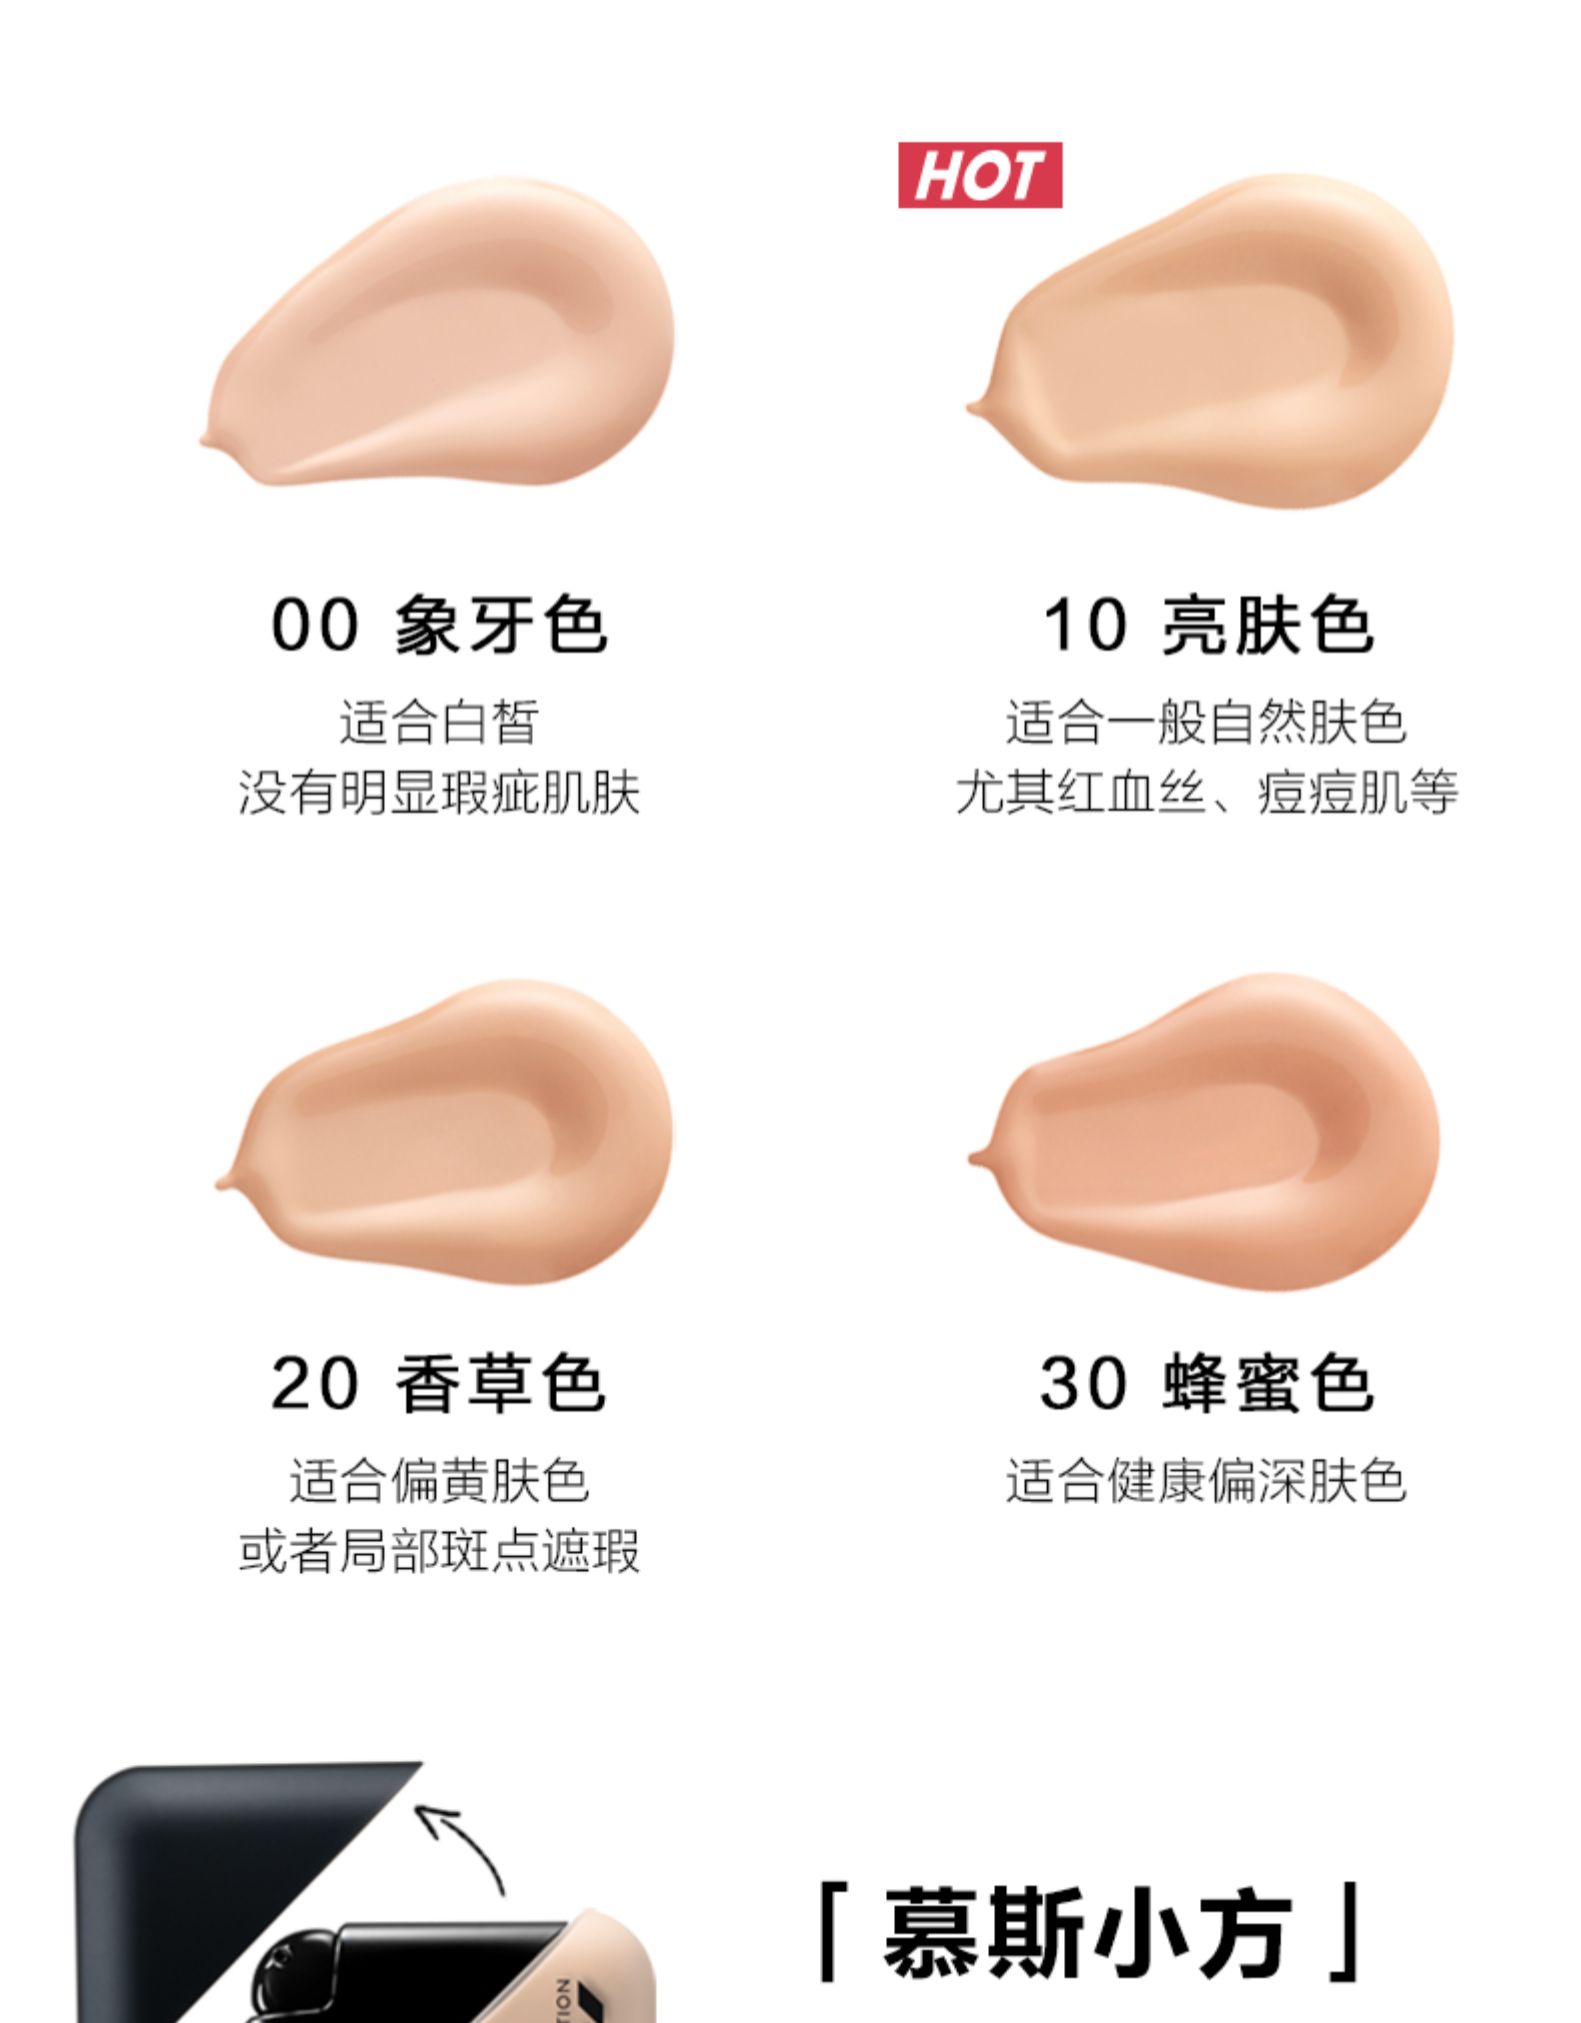 HOT
00 象牙色
适合白皙
没有明显瑕疵肌肤
10 亮肤色
适合一般自然肤色
尤其红血丝、痘痘肌等
20 香草色
适合偏黄肤色
或者局部斑点遮瑕
30 蜂蜜色
适合健康偏深肤色
「慕斯小方」
TION